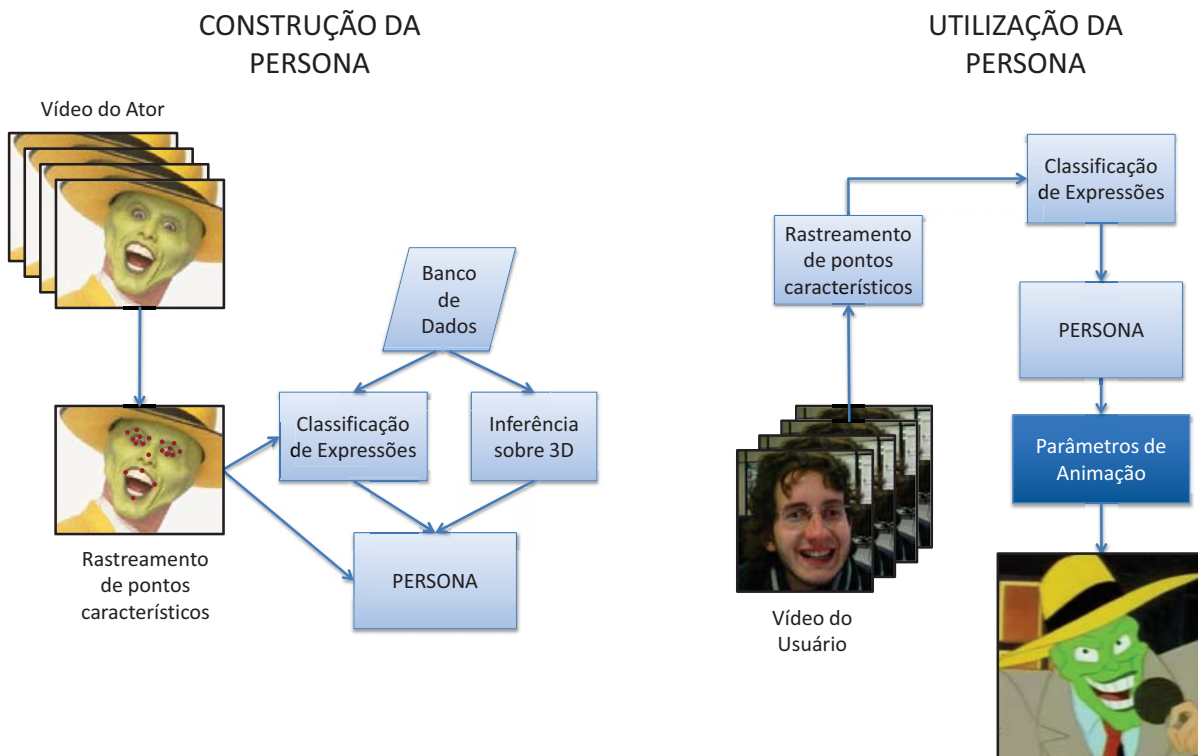 CONSTRUÇÃO DA
PERSONA
Vídeo do Ator
Banco
de
Dados
Classificação
de Expressões
Inferência
sobre 3D
PERSONA
Rastreamento
de pontos
característicos
UTILIZAÇÃO DA
PERSONA
Classificação
de Expressões
Rastreamento
de pontos
característicos
PERSONA
Parâmetros de
Animação
Vídeo do
Usuário